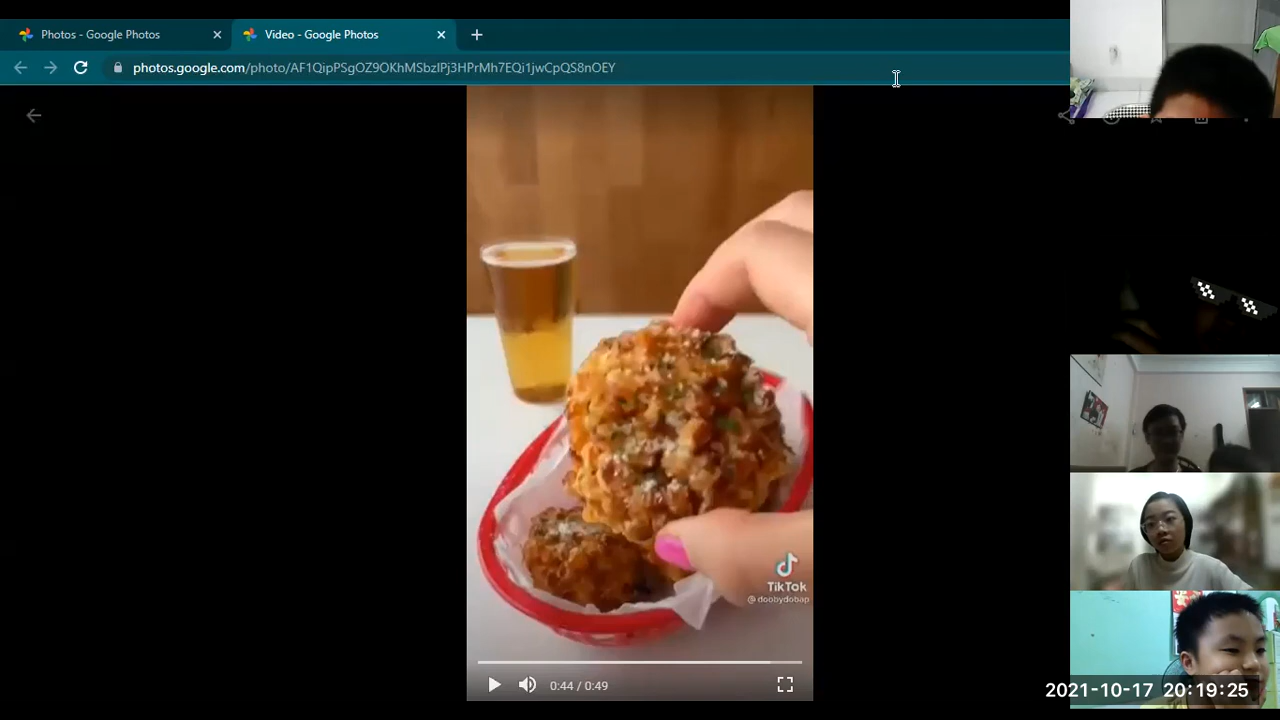 Photos - Google Photos
Video - Google Photos
photos.google.com/photo/AF1QipPSgOZ9OKhMSbzIPj3HPrMh7EQi1jwCpQS8nOEY
TikTok
@doobydobap
0:44 / 0:49
2021-10-17 20:19:25